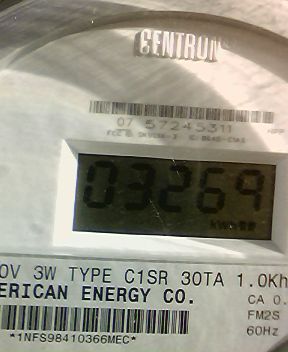 CENTRON
07 57245311
03269
0V 3W TYPE C1SR 30TA 1.0Kh
ERICAN ENERGY CO.
CA 0.
FM2S
*1NFS98410366MEC*
60Hz